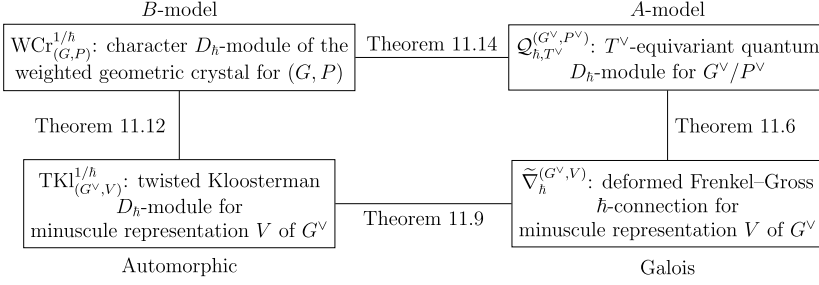 B-model
A-model
WCr^{1/ħ}_{(G,P)}: character D_ħ-module of the
weighted geometric crystal for (G, P)
Theorem 11.14
Q^{(G^∨,P^∨)}_{ħ,T^∨}: T^∨-equivariant quantum
D_ħ-module for G^∨/P^∨
Theorem 11.12
Theorem 11.6
TKl^{1/ħ}_{(G^∨,V)}: twisted Kloosterman
D_ħ-module for
minuscule representation V of G^∨
Theorem 11.9
∇̃^{(G^∨,V)}_ħ: deformed Frenkel–Gross
ħ-connection for
minuscule representation V of G^∨
Automorphic
Galois